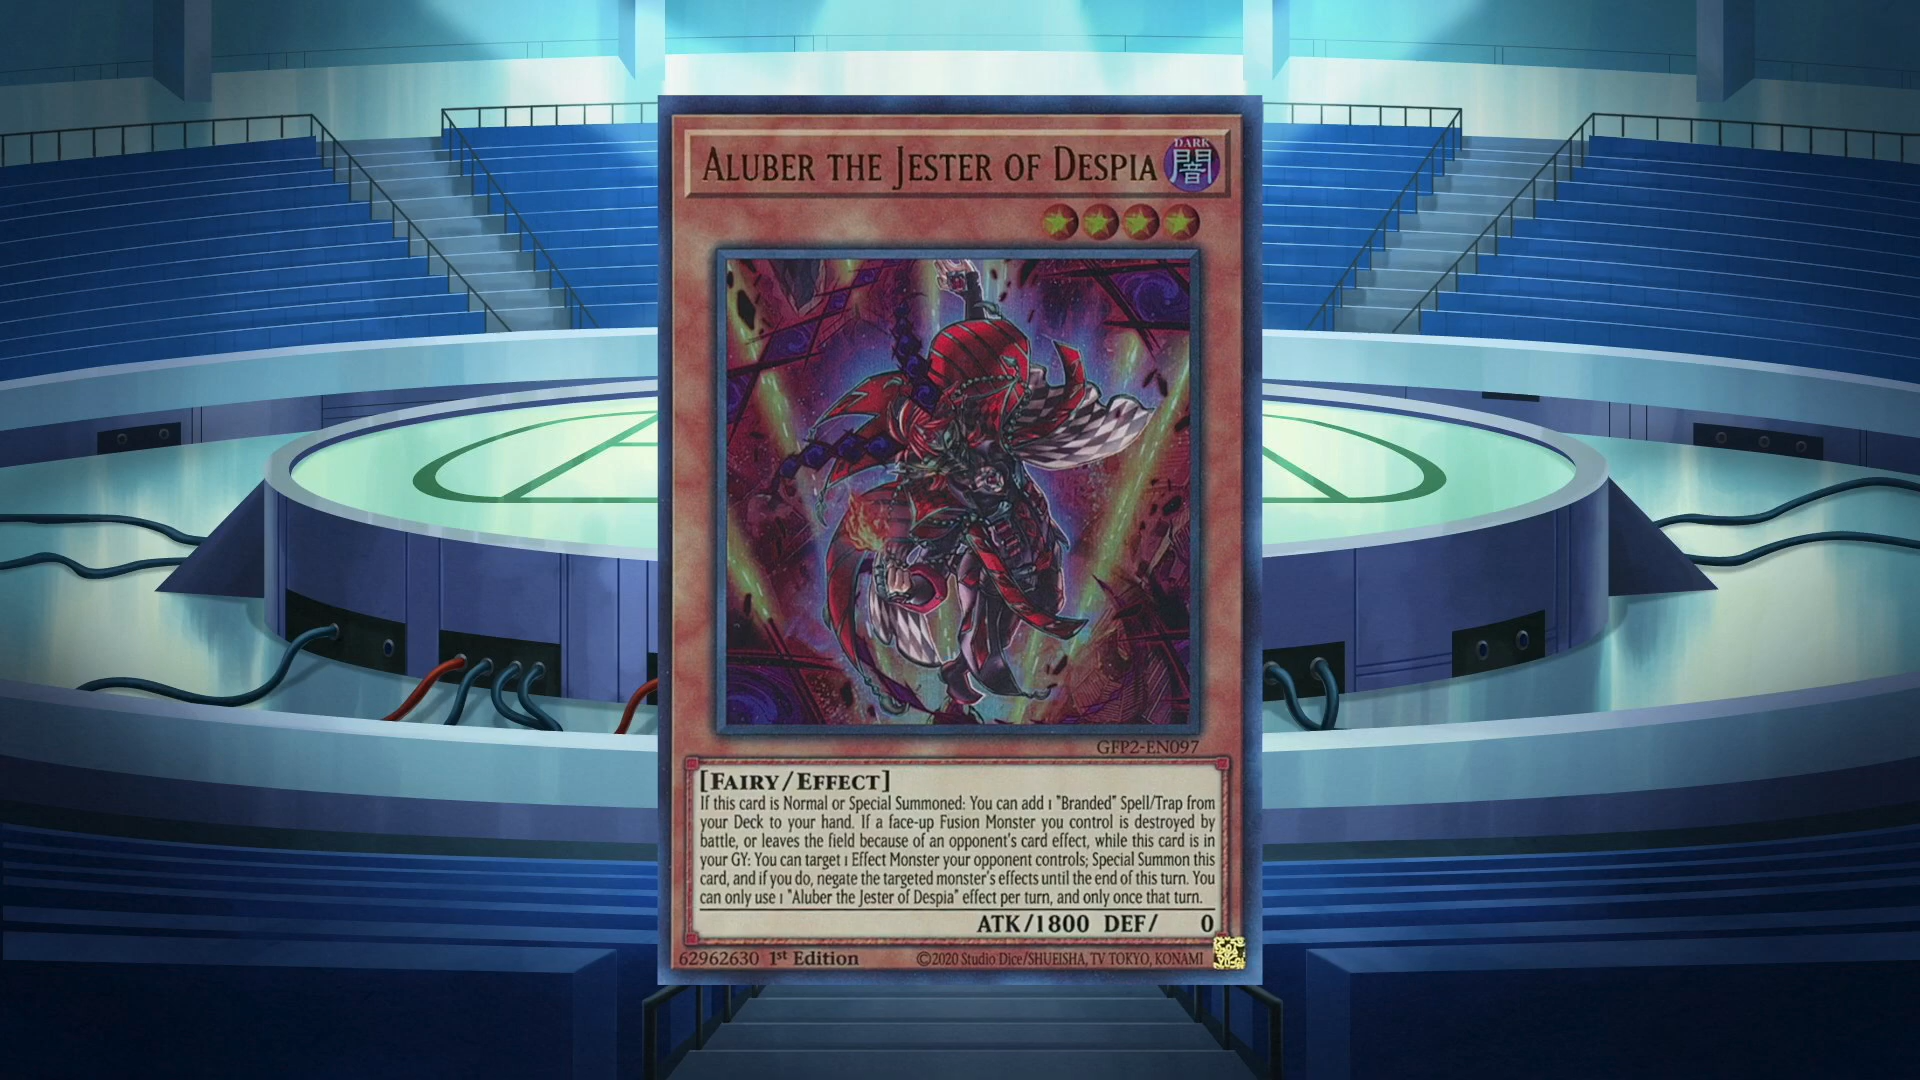 ALUBER THE JESTER OF DESPIA
DARK
闇
GFP2-EN097
[FAIRY/EFFECT]
If this card is Normal or Special Summoned: You can add 1 "Branded" Spell/Trap from
your Deck to your hand. If a face-up Fusion Monster you control is destroyed by
battle, or leaves the field because of an opponent's card effect, while this card is in
your GY: You can target 1 Effect Monster your opponent controls; Special Summon this
card, and if you do, negate the targeted monster's effects until the end of this turn. You
can only use 1 "Aluber the Jester of Despia" effect per turn, and only once that turn.
ATK/1800 DEF/ 0
62962630 1st Edition ©2020 Studio Dice/SHUEISHA, TV TOKYO, KONAMI